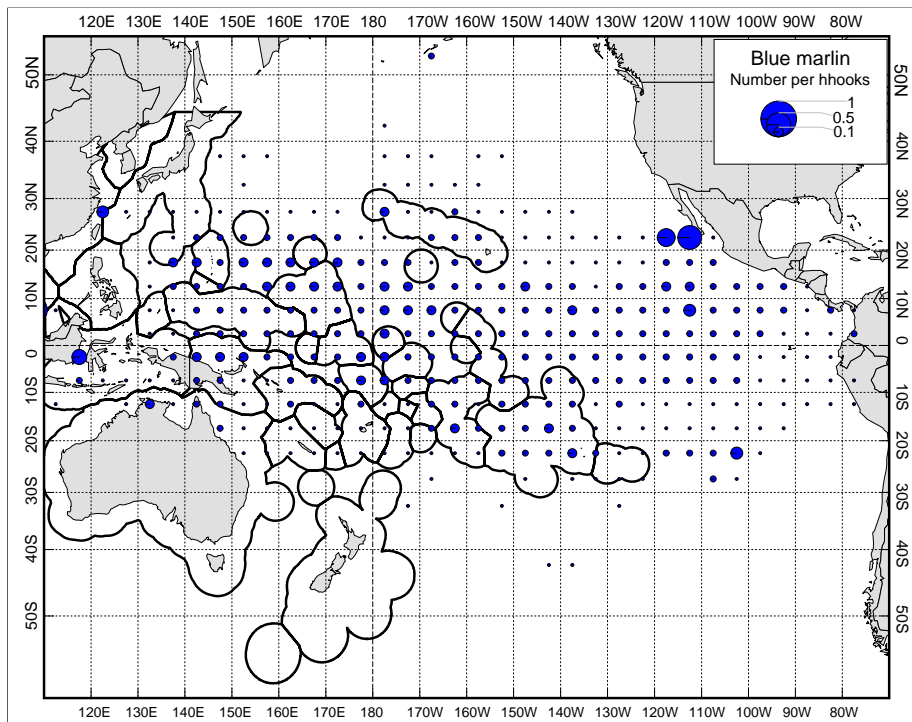 120E 130E 140E 150E 160E 170E 180 170W 160W 150W 140W 130W 120W 110W 100W 90W 80W
Blue marlin
Number per hhooks
1
0.5
0.1
50N 50N
40N 40N
30N 30N
20N 20N
10N 10N
0 0
10S 10S
20S 20S
30S 30S
40S 40S
50S 50S
120E 130E 140E 150E 160E 170E 180 170W 160W 150W 140W 130W 120W 110W 100W 90W 80W